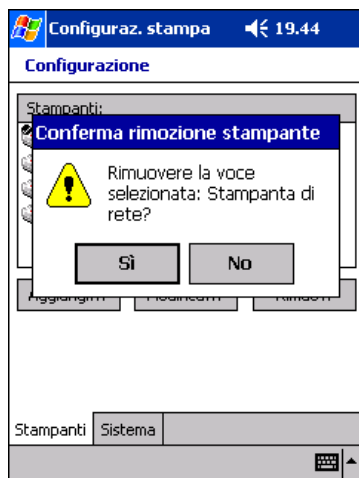 Configuraz. stampa 19.44
Configurazione
Stampanti:
Conferma rimozione stampante
Rimuovere la voce
selezionata: Stampanta di
rete?
Sì No
Stampanti Sistema